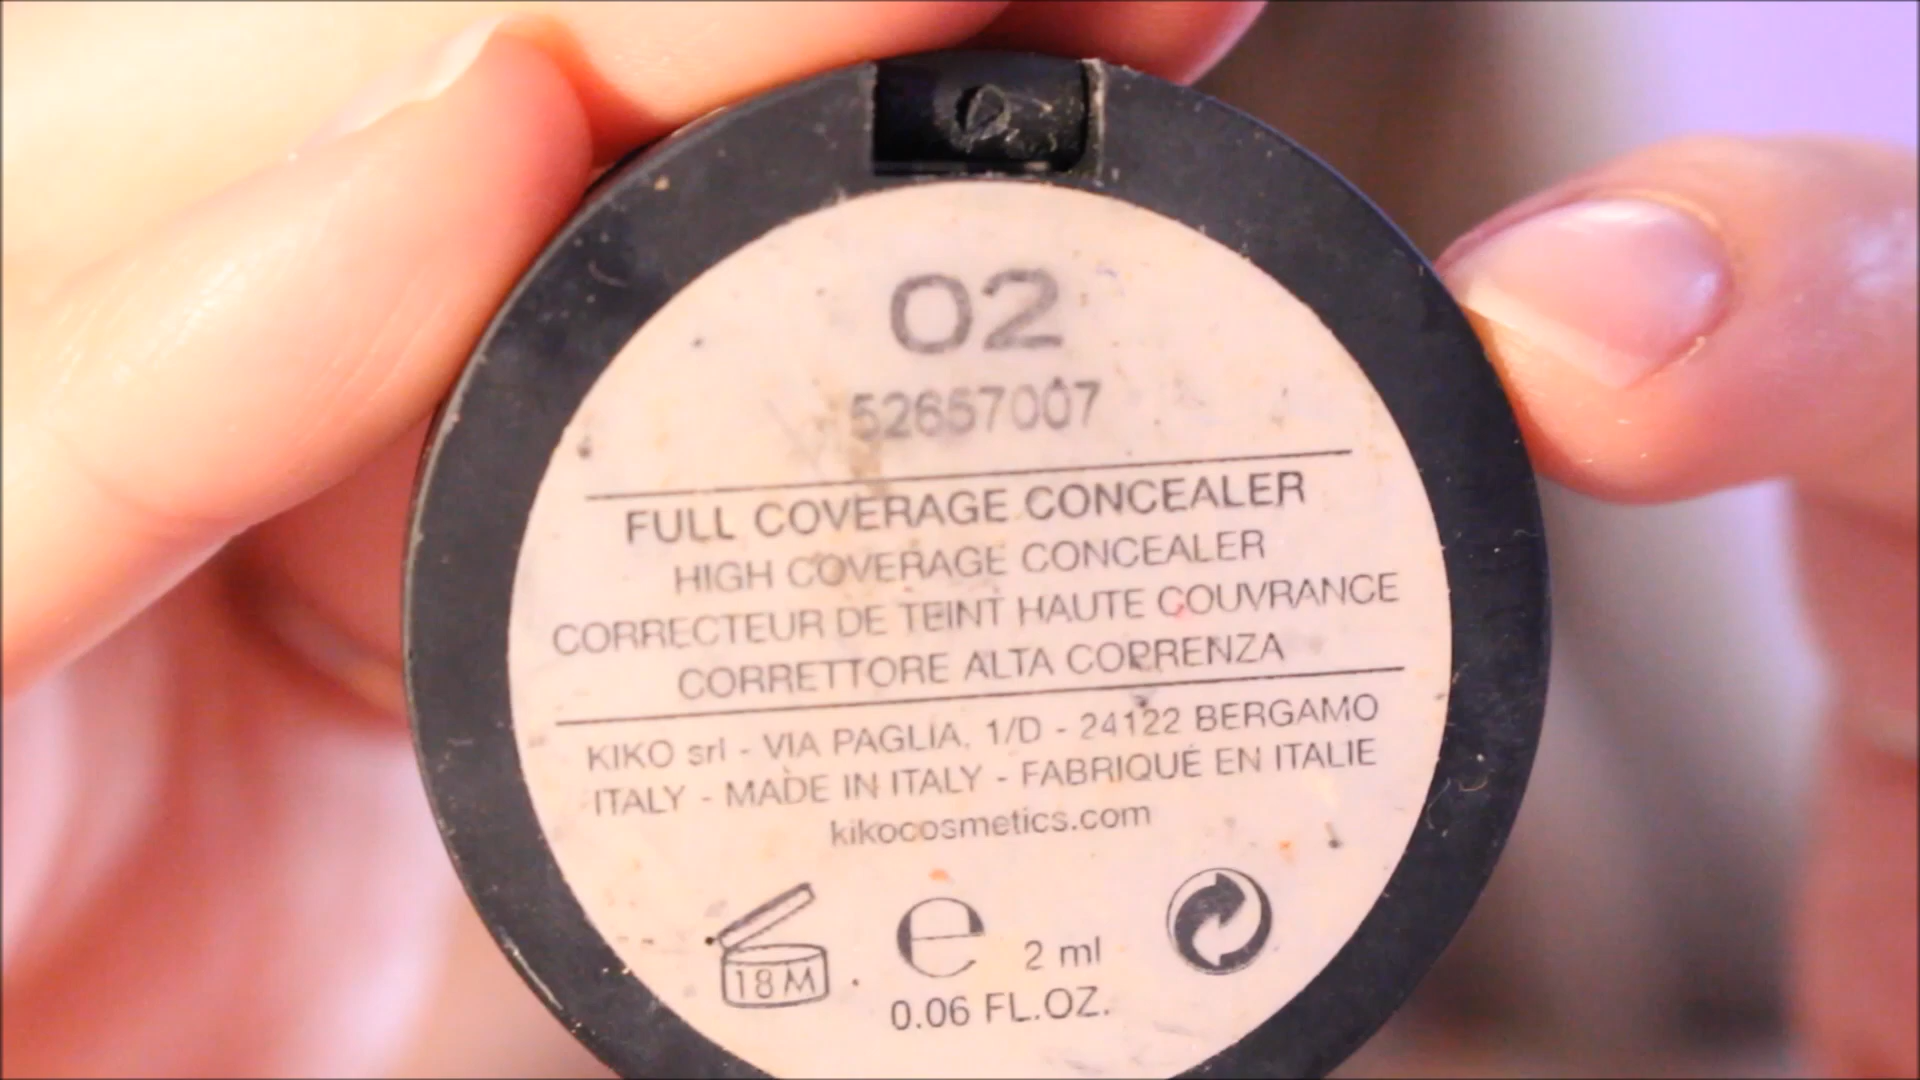 02
52657007
FULL COVERAGE CONCEALER
HIGH COVERAGE CONCEALER
CORRECTEUR DE TEINT HAUTE COUVRANCE
CORRETTORE ALTA COPRENZA
KIKO srl - VIA PAGLIA, 1/D - 24122 BERGAMO
ITALY - MADE IN ITALY - FABRIQUÉ EN ITALIE
kikocosmetics.com
18M e 2 ml
0.06 FL.OZ.